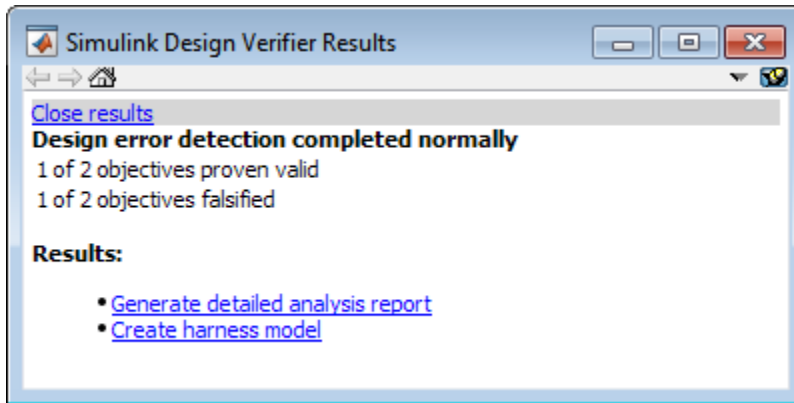 Simulink Design Verifier Results
Close results
Design error detection completed normally
1 of 2 objectives proven valid
1 of 2 objectives falsified
Results:
Generate detailed analysis report
Create harness model